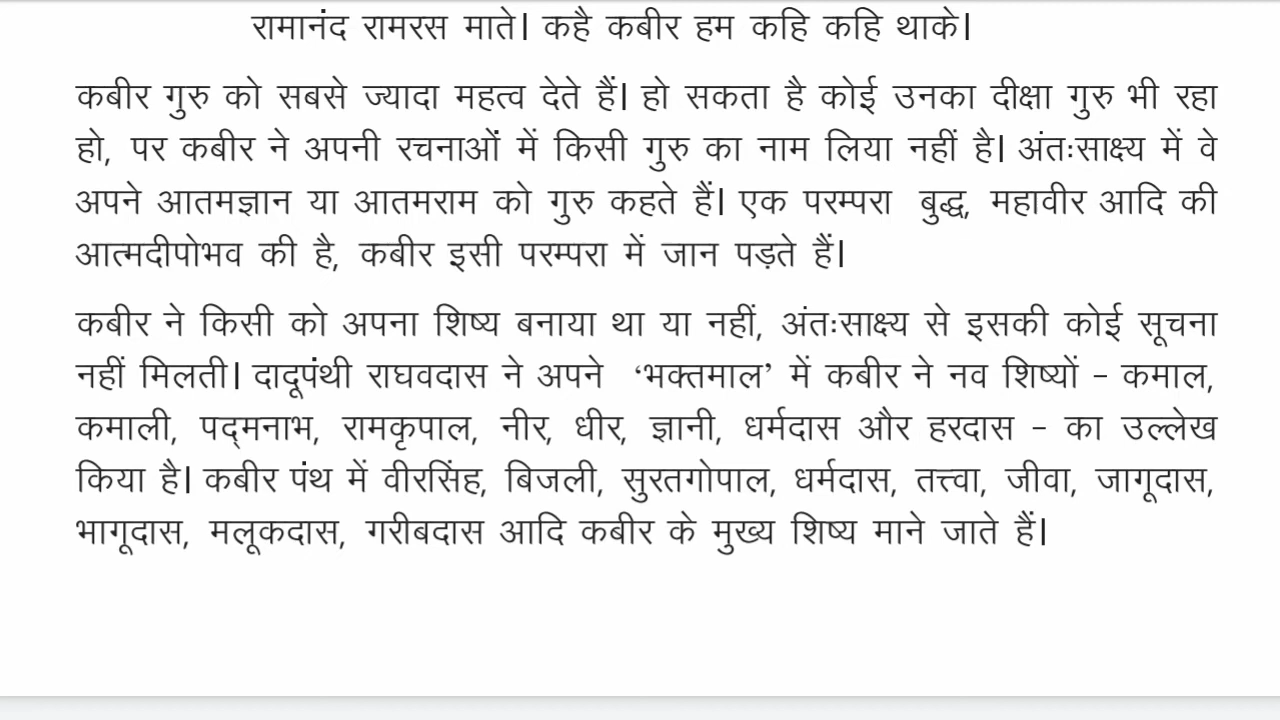 रामानंद रामरस माते। कहै कबीर हम कहि कहि थाके।
कबीर गुरु को सबसे ज्यादा महत्व देते हैं। हो सकता है कोई उनका दीक्षा गुरु भी रहा
हो, पर कबीर ने अपनी रचनाओं में किसी गुरु का नाम लिया नहीं है। अंतःसाक्ष्य में वे
अपने आतमज्ञान या आतमराम को गुरु कहते हैं। एक परम्परा बुद्ध, महावीर आदि की
आत्मदीपोभव की है, कबीर इसी परम्परा में जान पड़ते हैं।
कबीर ने किसी को अपना शिष्य बनाया था या नहीं, अंतःसाक्ष्य से इसकी कोई सूचना
नहीं मिलती। दादूपंथी राघवदास ने अपने ‘भक्तमाल’ में कबीर ने नव शिष्यों – कमाल,
कमाली, पद्मनाभ, रामकृपाल, नीर, धीर, ज्ञानी, धर्मदास और हरदास – का उल्लेख
किया है। कबीर पंथ में वीरसिंह, बिजली, सुरतगोपाल, धर्मदास, तत्त्वा, जीवा, जागूदास,
भागूदास, मलूकदास, गरीबदास आदि कबीर के मुख्य शिष्य माने जाते हैं।